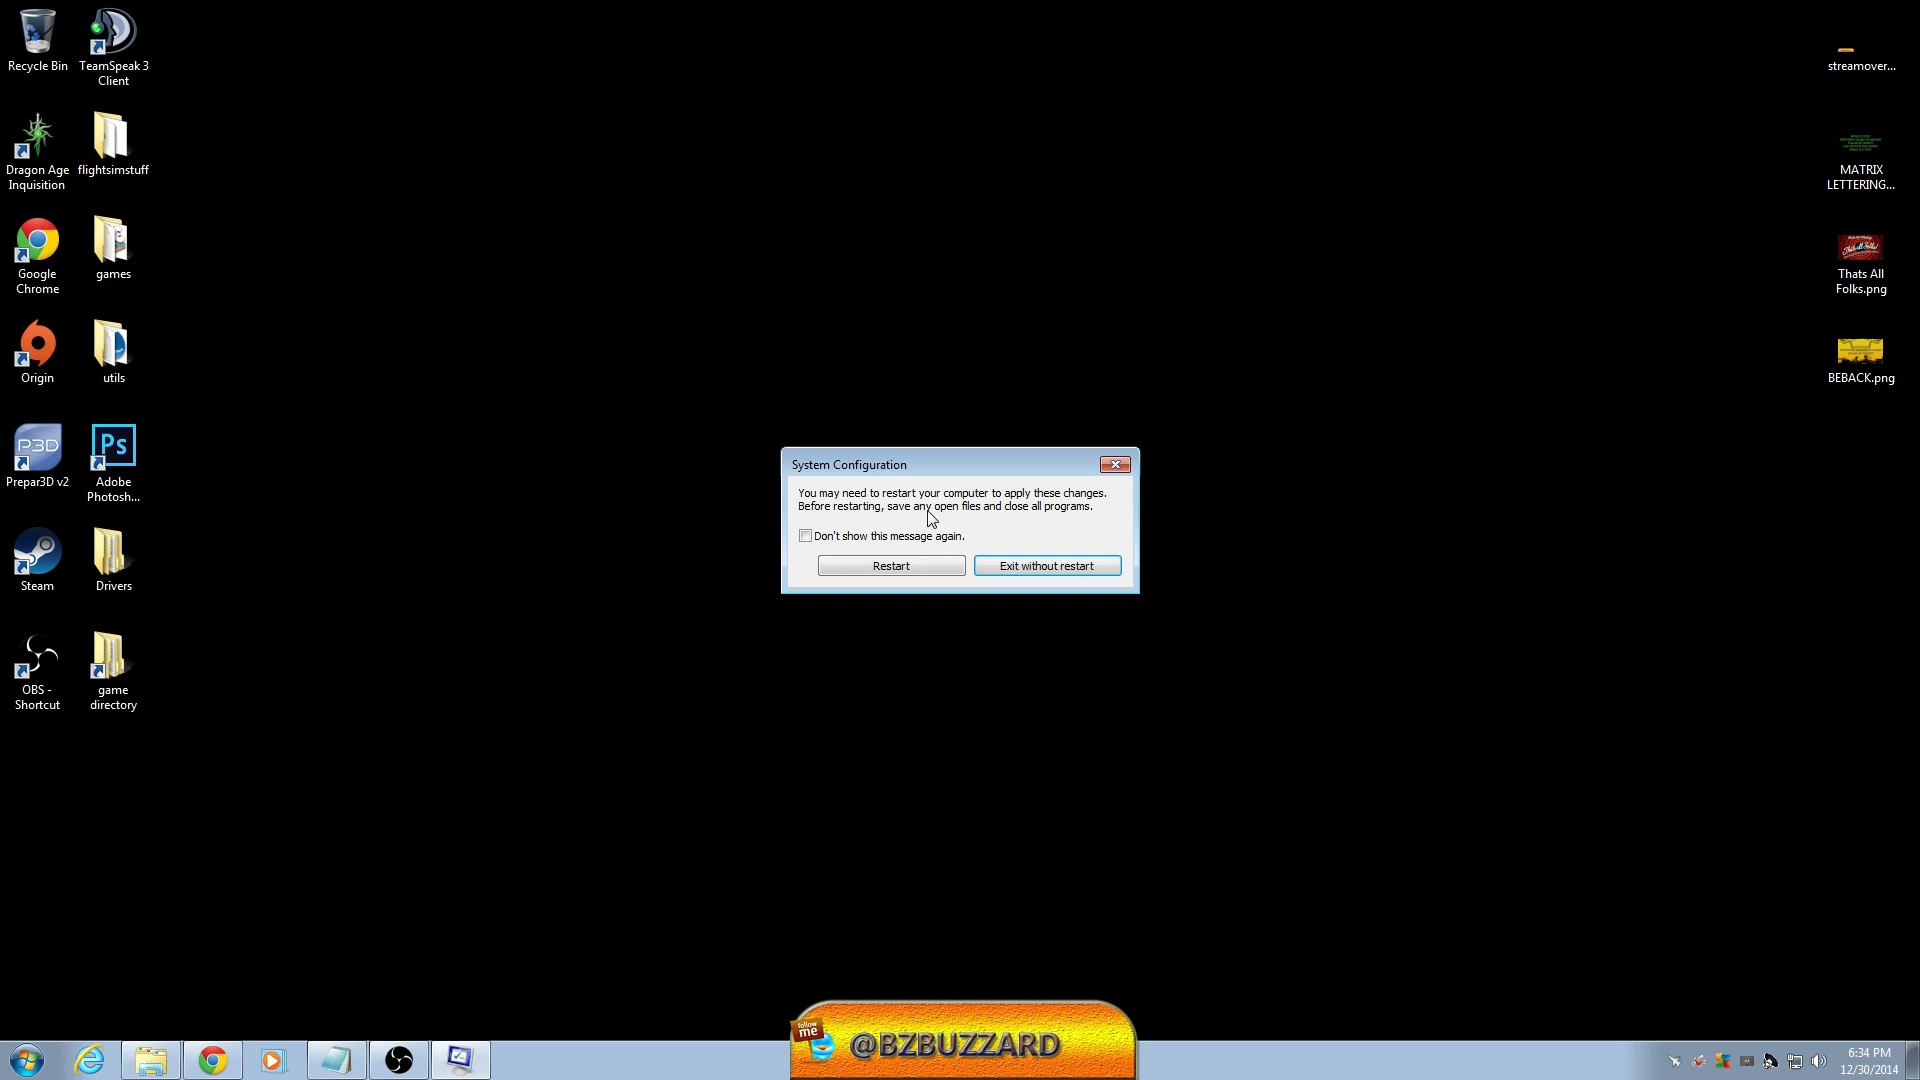 Recycle Bin
TeamSpeak 3
Client
Dragon Age
Inquisition
flightsimstuff
Google
Chrome
games
Origin
utils
P3D
Prepar3D v2
Ps
Adobe
Photosh...
Steam
Drivers
OBS -
Shortcut
game
directory
System Configuration
You may need to restart your computer to apply these changes.
Before restarting, save any open files and close all programs.
Don't show this message again.
Restart
Exit without restart
streamover...
MATRIX
LETTERING...
Thats All
Folks.png
BEBACK.png
follow
me
@BZBUZZARD
6:34 PM
12/30/2014